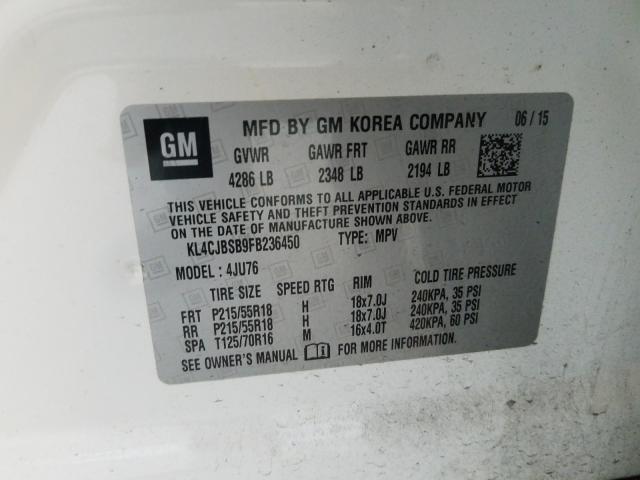 GM MFD BY GM KOREA COMPANY 06/15
GVWR GAWR FRT GAWR RR
4286 LB 2348 LB 2194 LB
THIS VEHICLE CONFORMS TO ALL APPLICABLE U.S. FEDERAL MOTOR
VEHICLE SAFETY AND THEFT PREVENTION STANDARDS IN EFFECT
ON THE DATE OF MANUFACTURE SHOWN ABOVE.
KL4CJBSB9FB236450 TYPE: MPV
MODEL: 4JU76
TIRE SIZE SPEED RTG RIM COLD TIRE PRESSURE
FRT P215/55R18 H 18x7.0J 240KPA, 35 PSI
RR P215/55R18 H 18x7.0J 240KPA, 35 PSI
SPA T125/70R16 M 16x4.0T 420KPA, 60 PSI
SEE OWNER'S MANUAL FOR MORE INFORMATION.